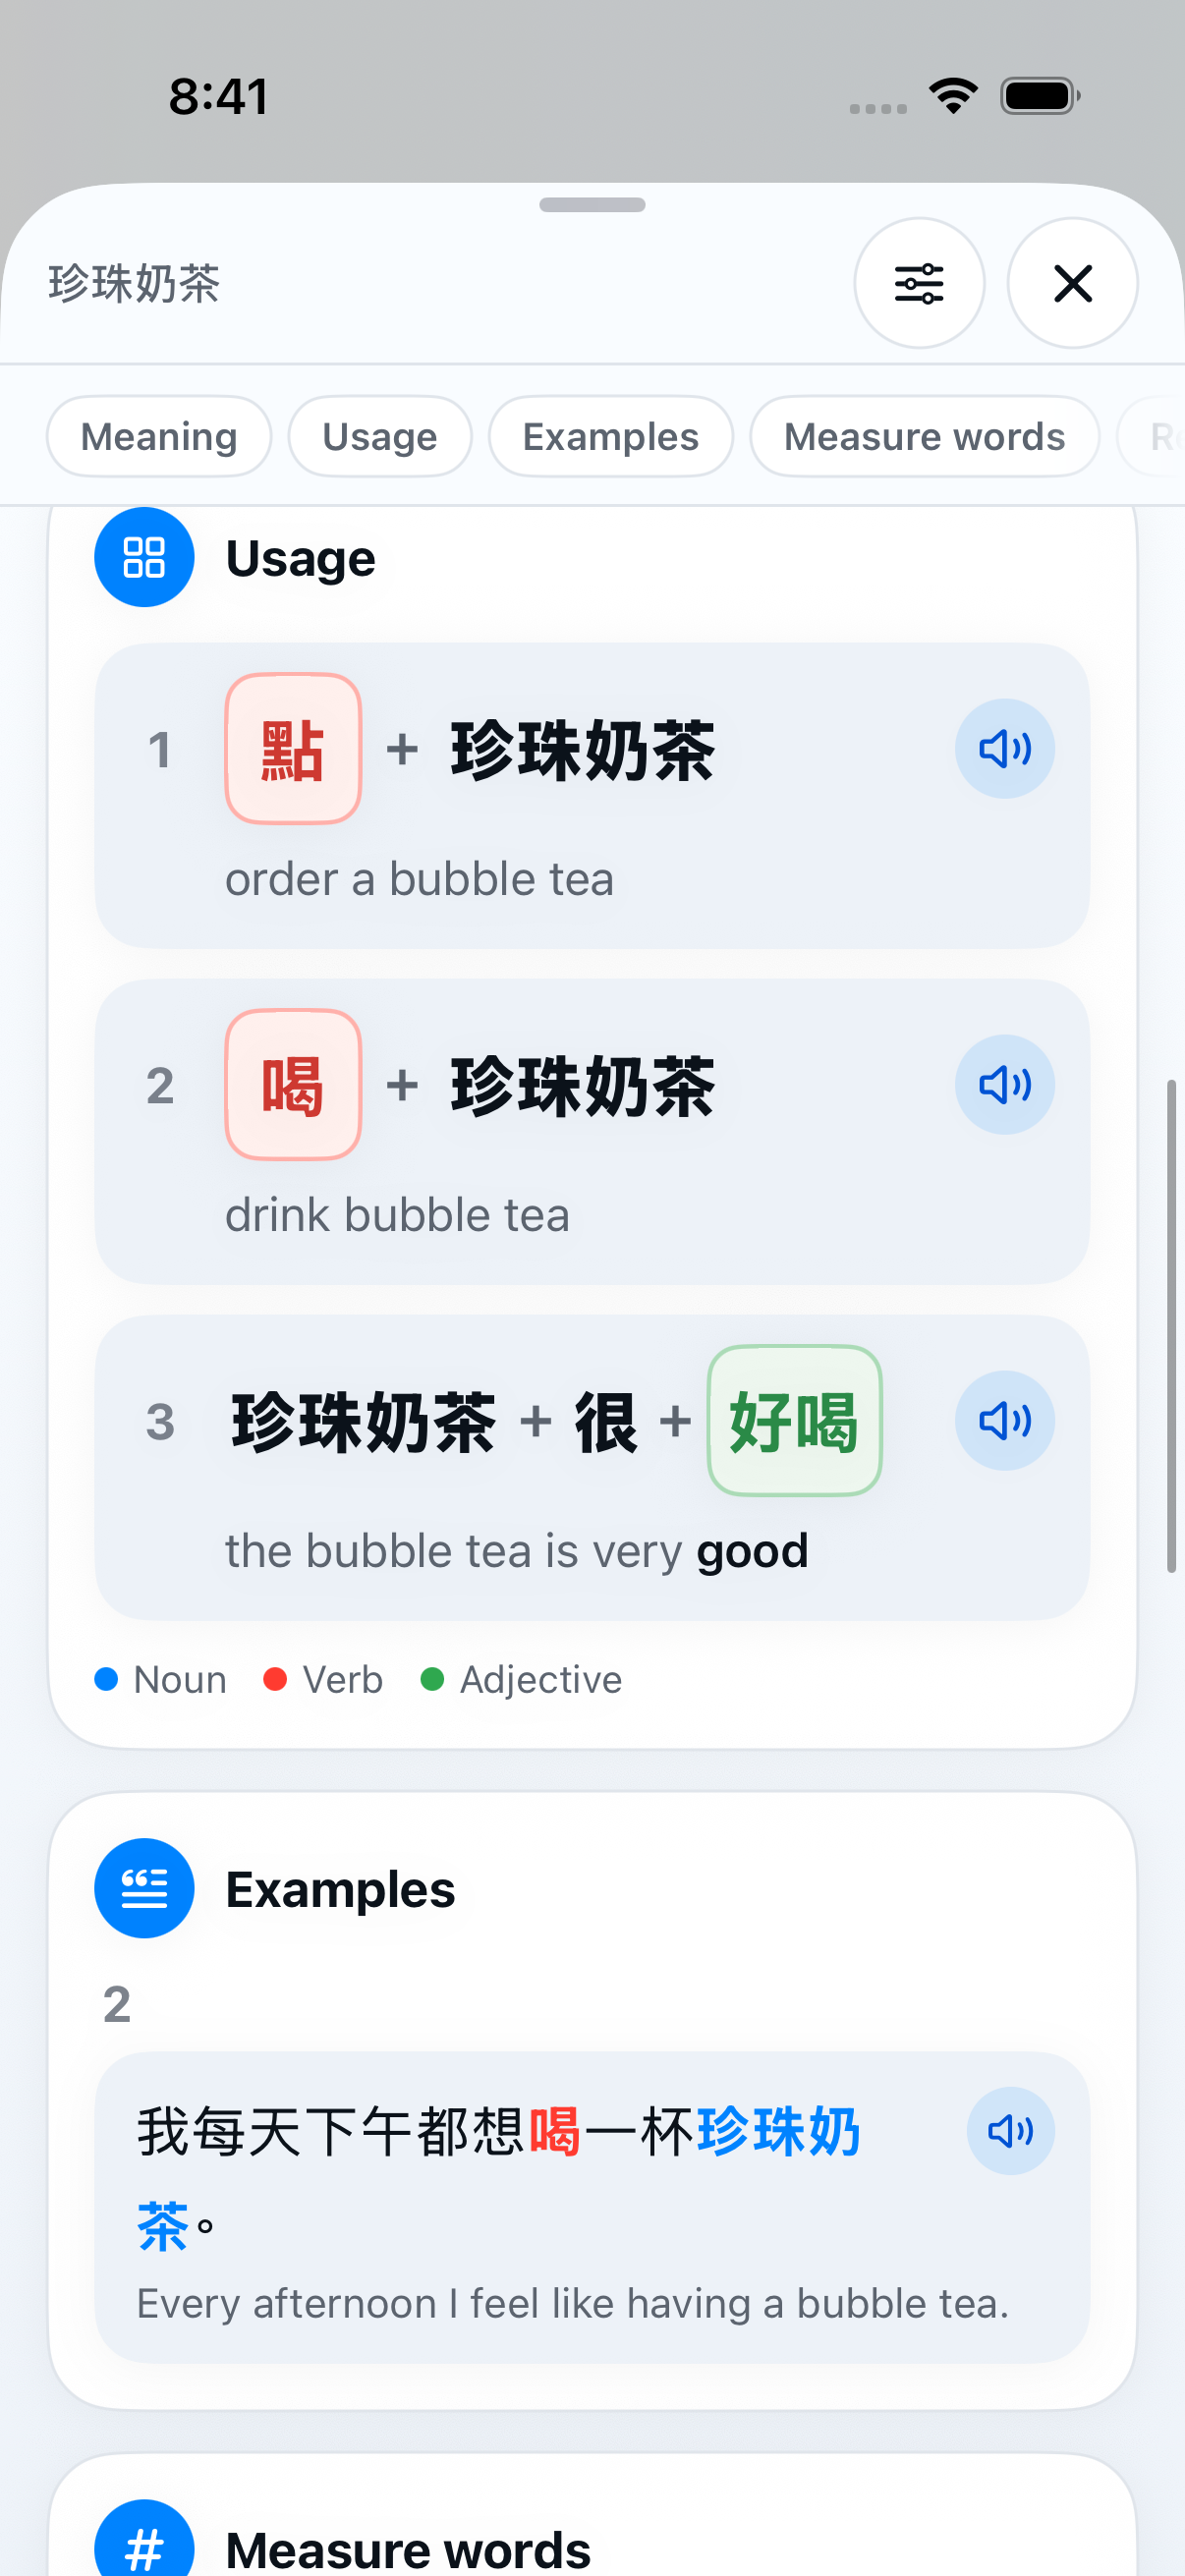 8:41
珍珠奶茶
Meaning Usage Examples Measure words
Usage
1 點 + 珍珠奶茶
order a bubble tea
2 喝 + 珍珠奶茶
drink bubble tea
3 珍珠奶茶 + 很 + 好喝
the bubble tea is very good
Noun Verb Adjective
Examples
2
我每天下午都想喝一杯珍珠奶
茶。
Every afternoon I feel like having a bubble tea.
# Measure words